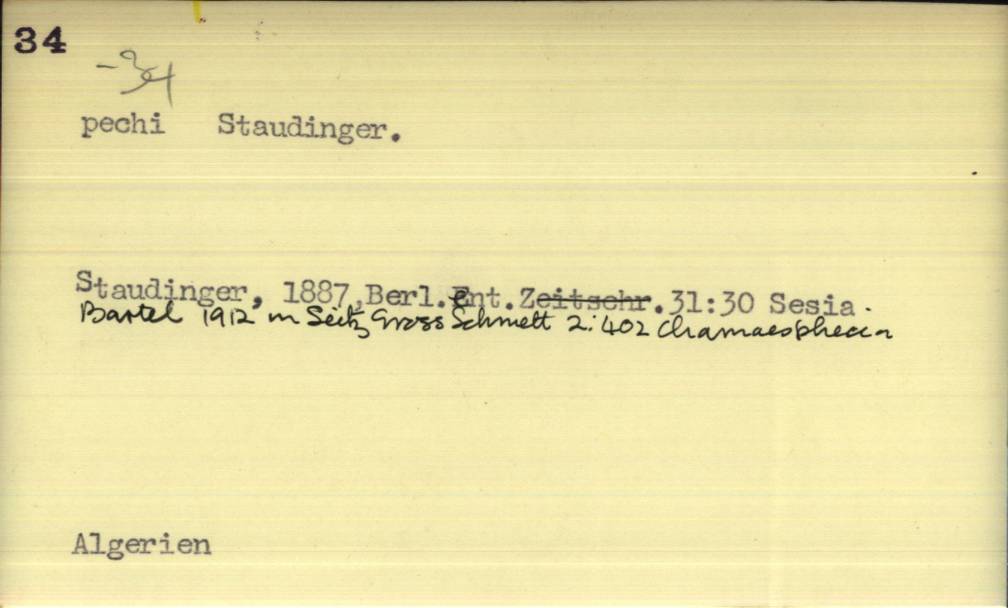 34
-34
pechi Staudinger.
Staudinger, 1887, Berl. ent. Zeitschr. 31:30 Sesia
Bartel 1912 in Seitz Gross Schmett 2:402 Chamaesphecia
Algerien